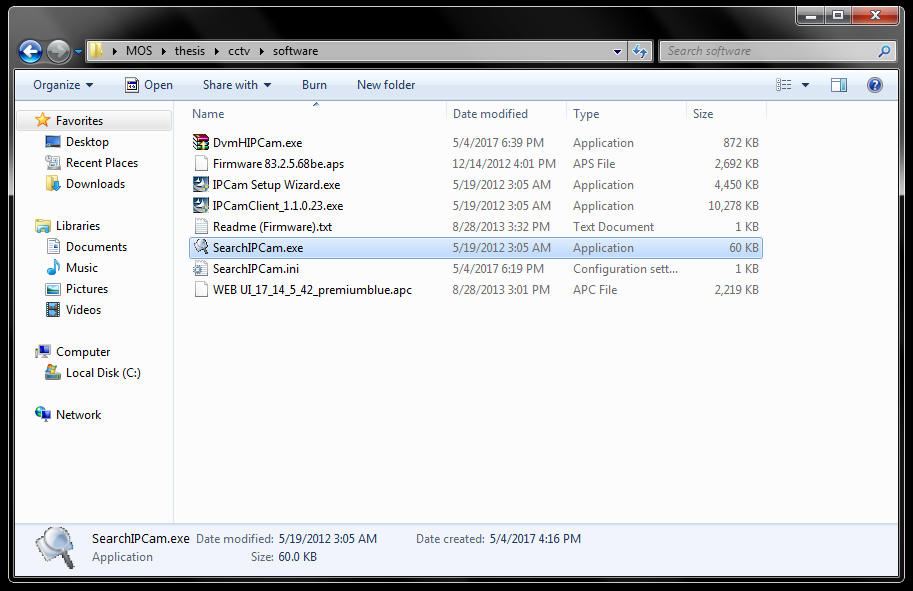 MOS thesis cctv software Search software
Organize Open Share with Burn New folder
Name Date modified Type Size
Favorites
Desktop
Recent Places
Downloads
Libraries
Documents
Music
Pictures
Videos
Computer
Local Disk (C:)
Network
DvmHIPCam.exe 5/4/2017 6:39 PM Application 872 KB
Firmware 83.2.5.68be.aps 12/14/2012 4:01 PM APS File 2,692 KB
IPCam Setup Wizard.exe 5/19/2012 3:05 AM Application 4,450 KB
IPCamClient_1.1.0.23.exe 5/19/2012 3:05 AM Application 10,278 KB
Readme (Firmware).txt 8/28/2013 3:32 PM Text Document 1 KB
SearchIPCam.exe 5/19/2012 3:05 AM Application 60 KB
SearchIPCam.ini 5/4/2017 6:19 PM Configuration sett... 1 KB
WEB UI_17_14_5_42_premiumblue.apc 8/28/2013 3:01 PM APC File 2,219 KB
SearchIPCam.exe Date modified: 5/19/2012 3:05 AM Date created: 5/4/2017 4:16 PM
Application Size: 60.0 KB